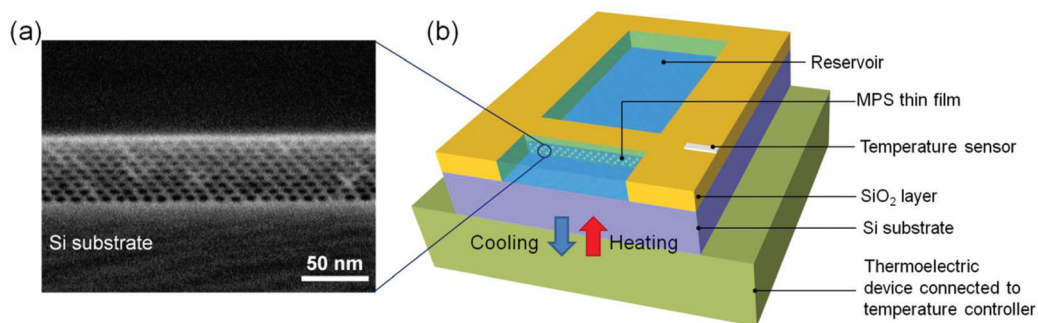 (a)
Si substrate
50 nm
(b)
Reservoir
MPS thin film
Temperature sensor
SiO₂ layer
Si substrate
Thermoelectric
device connected to
temperature controller
Cooling
Heating